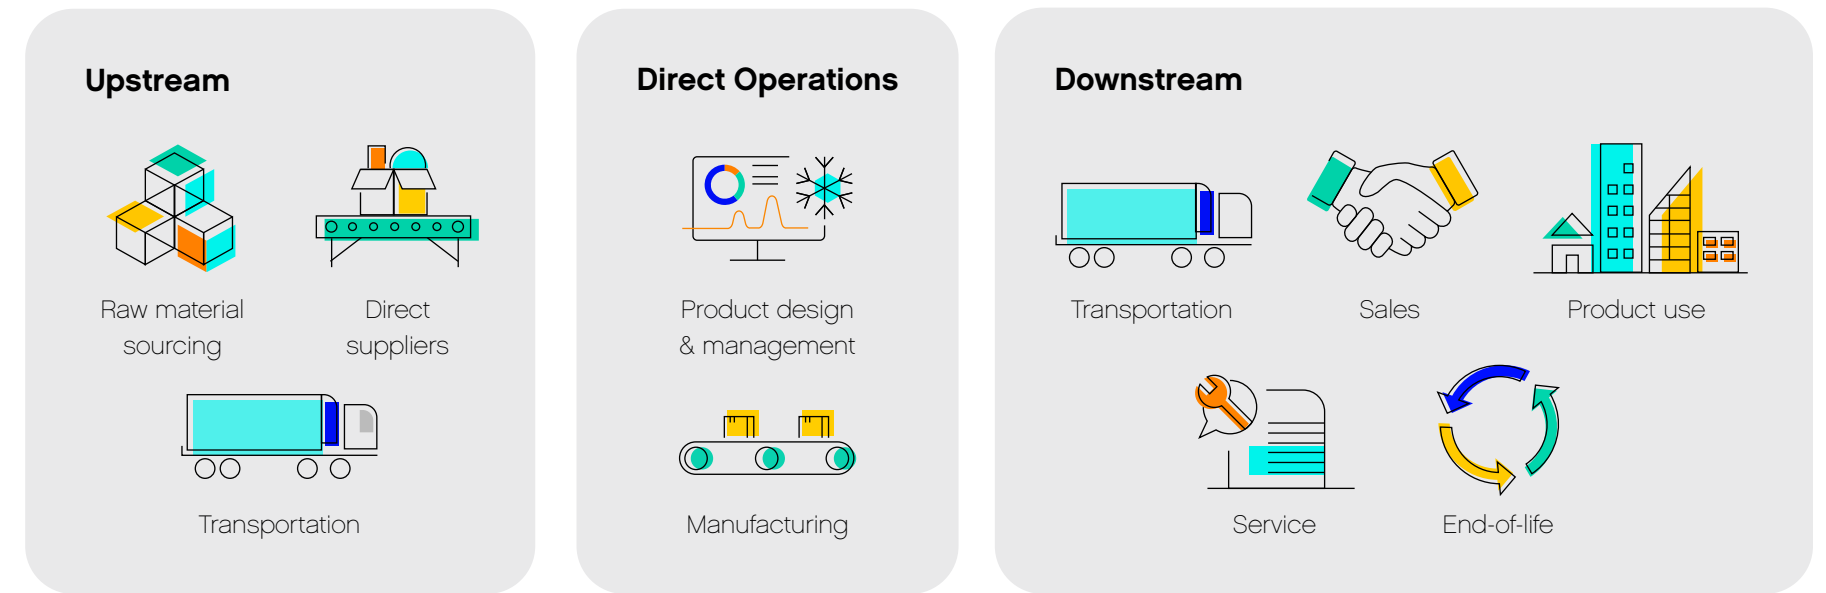 Upstream
Raw material
sourcing
Direct
suppliers
Transportation
Direct Operations
Product design
& management
Manufacturing
Downstream
Transportation
Sales
Product use
Service
End-of-life